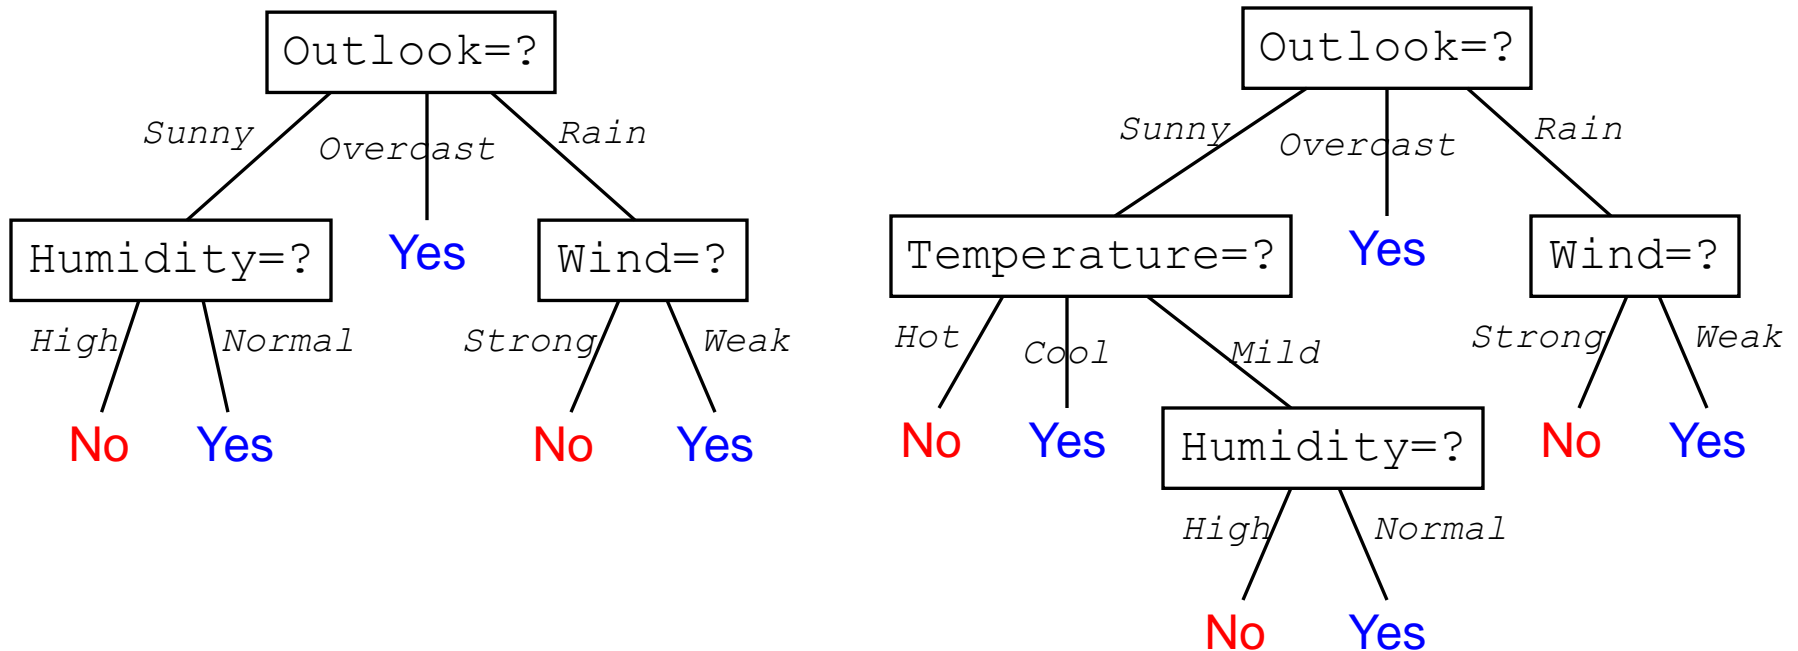 Outlook=?
Sunny
Overcast
Rain
Humidity=?
Yes
Wind=?
High
Normal
Strong
Weak
No
Yes
No
Yes
Outlook=?
Sunny
Overcast
Rain
Temperature=?
Yes
Wind=?
Hot
Cool
Mild
Strong
Weak
No
Yes
Humidity=?
No
Yes
High
Normal
No
Yes